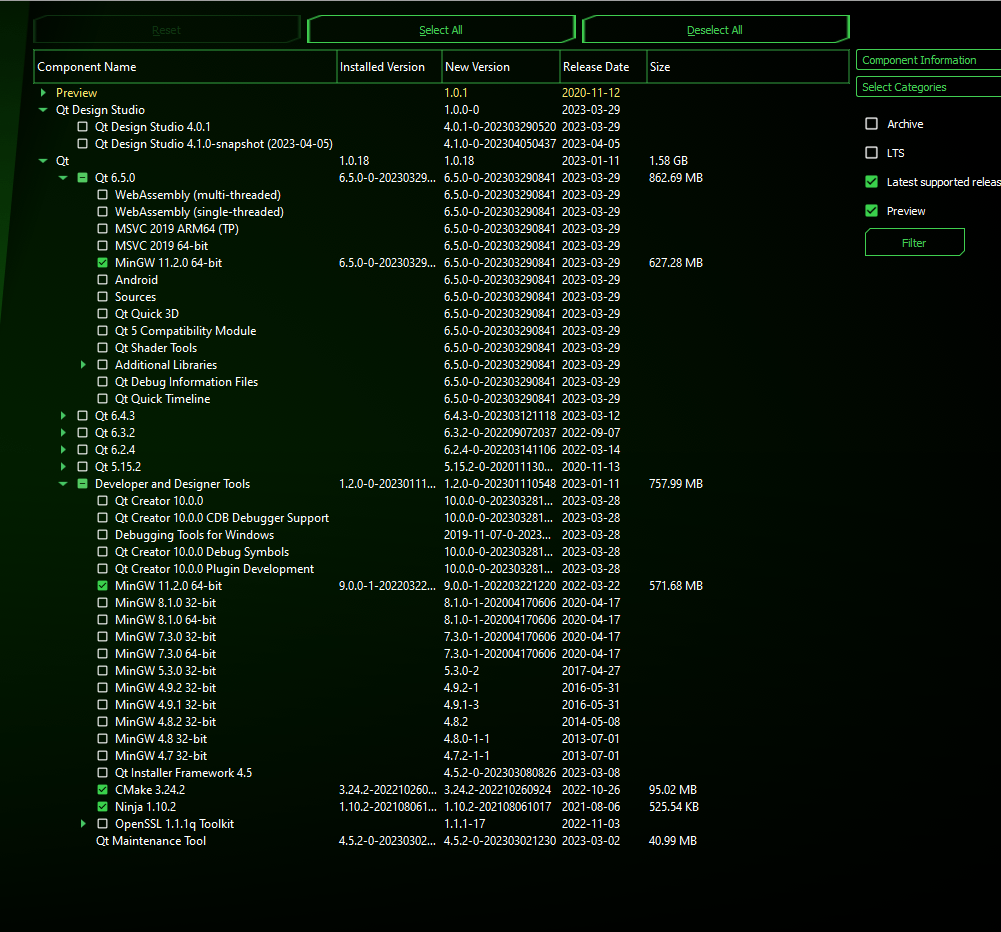 Reset Select All Deselect All
Component Name Installed Version New Version Release Date Size
Component Information
Select Categories
Archive
LTS
Latest supported releas
Preview
Filter
Preview 1.0.1 2020-11-12
Qt Design Studio 1.0.0-0 2023-03-29
Qt Design Studio 4.0.1 4.0.1-0-202303290520 2023-03-29
Qt Design Studio 4.1.0-snapshot (2023-04-05) 4.1.0-0-202304050437 2023-04-05
Qt 1.0.18 1.0.18 2023-01-11 1.58 GB
Qt 6.5.0 6.5.0-0-20230329... 6.5.0-0-202303290841 2023-03-29 862.69 MB
WebAssembly (multi-threaded) 6.5.0-0-202303290841 2023-03-29
WebAssembly (single-threaded) 6.5.0-0-202303290841 2023-03-29
MSVC 2019 ARM64 (TP) 6.5.0-0-202303290841 2023-03-29
MSVC 2019 64-bit 6.5.0-0-202303290841 2023-03-29
MinGW 11.2.0 64-bit 6.5.0-0-20230329... 6.5.0-0-202303290841 2023-03-29 627.28 MB
Android 6.5.0-0-202303290841 2023-03-29
Sources 6.5.0-0-202303290841 2023-03-29
Qt Quick 3D 6.5.0-0-202303290841 2023-03-29
Qt 5 Compatibility Module 6.5.0-0-202303290841 2023-03-29
Qt Shader Tools 6.5.0-0-202303290841 2023-03-29
Additional Libraries 6.5.0-0-202303290841 2023-03-29
Qt Debug Information Files 6.5.0-0-202303290841 2023-03-29
Qt Quick Timeline 6.5.0-0-202303290841 2023-03-29
Qt 6.4.3 6.4.3-0-202303121118 2023-03-12
Qt 6.3.2 6.3.2-0-202209072037 2022-09-07
Qt 6.2.4 6.2.4-0-202203141106 2022-03-14
Qt 5.15.2 5.15.2-0-202011130... 2020-11-13
Developer and Designer Tools 1.2.0-0-20230111... 1.2.0-0-202301110548 2023-01-11 757.99 MB
Qt Creator 10.0.0 10.0.0-0-202303281... 2023-03-28
Qt Creator 10.0.0 CDB Debugger Support 10.0.0-0-202303281... 2023-03-28
Debugging Tools for Windows 2019-11-07-0-2023... 2023-03-28
Qt Creator 10.0.0 Debug Symbols 10.0.0-0-202303281... 2023-03-28
Qt Creator 10.0.0 Plugin Development 10.0.0-0-202303281... 2023-03-28
MinGW 11.2.0 64-bit 9.0.0-1-20220322... 9.0.0-1-202203221220 2022-03-22 571.68 MB
MinGW 8.1.0 32-bit 8.1.0-1-202004170606 2020-04-17
MinGW 8.1.0 64-bit 8.1.0-1-202004170606 2020-04-17
MinGW 7.3.0 32-bit 7.3.0-1-202004170606 2020-04-17
MinGW 7.3.0 64-bit 7.3.0-1-202004170606 2020-04-17
MinGW 5.3.0 32-bit 5.3.0-2 2017-04-27
MinGW 4.9.2 32-bit 4.9.2-1 2016-05-31
MinGW 4.9.1 32-bit 4.9.1-3 2016-05-31
MinGW 4.8.2 32-bit 4.8.2 2014-05-08
MinGW 4.8 32-bit 4.8.0-1-1 2013-07-01
MinGW 4.7 32-bit 4.7.2-1-1 2013-07-01
Qt Installer Framework 4.5 4.5.2-0-202303080826 2023-03-08
CMake 3.24.2 3.24.2-202210260... 3.24.2-202210260924 2022-10-26 95.02 MB
Ninja 1.10.2 1.10.2-202108061... 1.10.2-202108061017 2021-08-06 525.54 KB
OpenSSL 1.1.1q Toolkit 1.1.1-17 2022-11-03
Qt Maintenance Tool 4.5.2-0-20230302... 4.5.2-0-202303021230 2023-03-02 40.99 MB